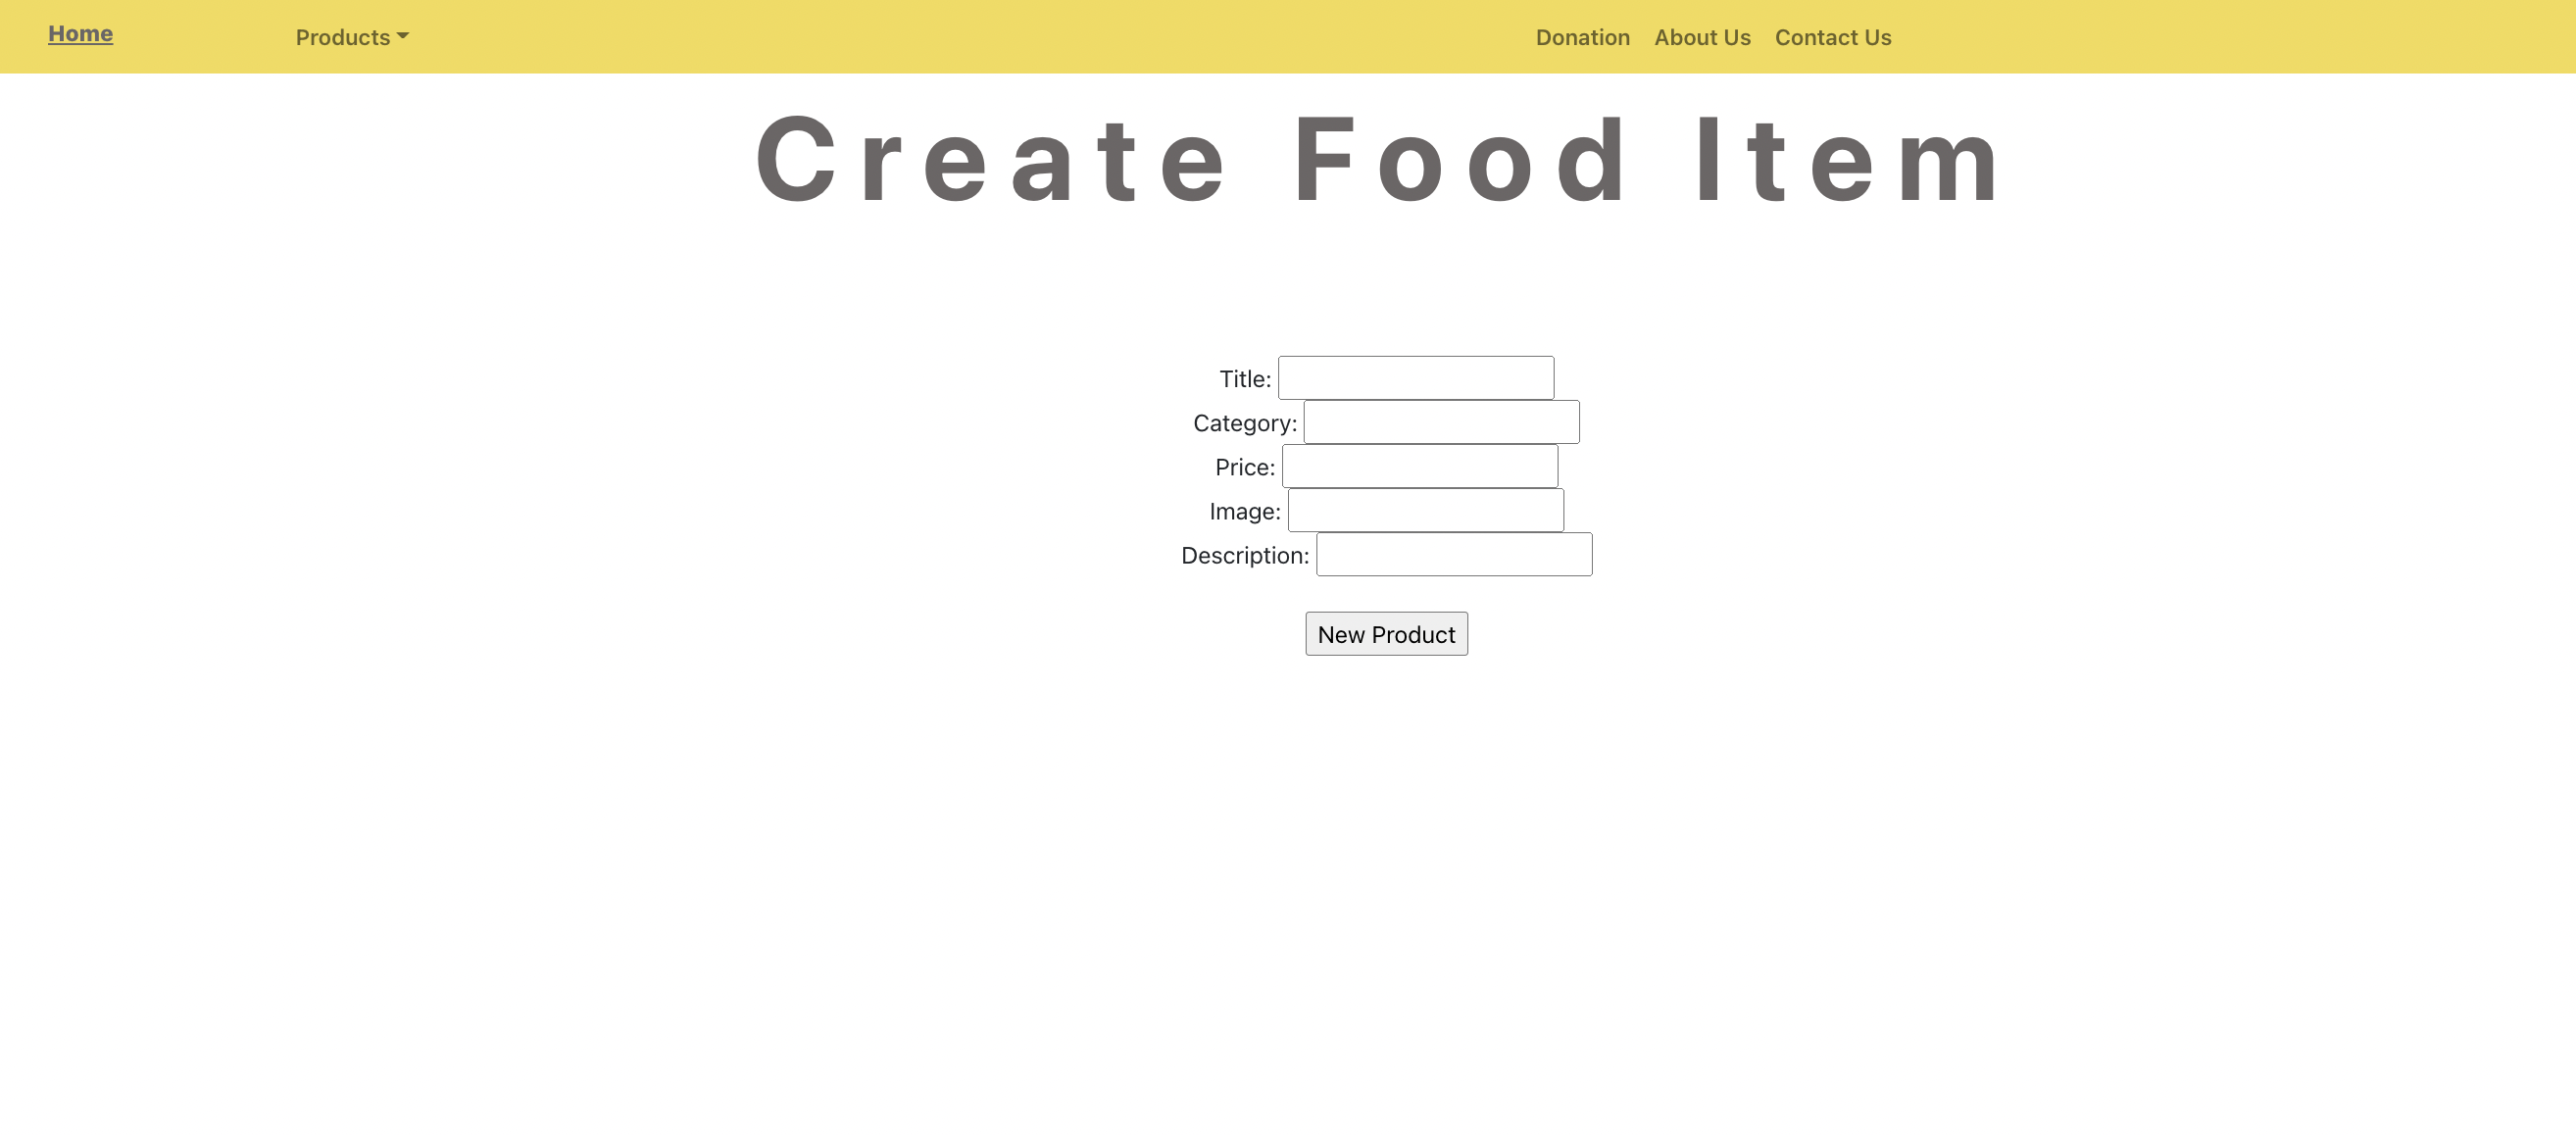 Home Products Donation About Us Contact Us
Create Food Item
Title:
Category:
Price:
Image:
Description:
New Product